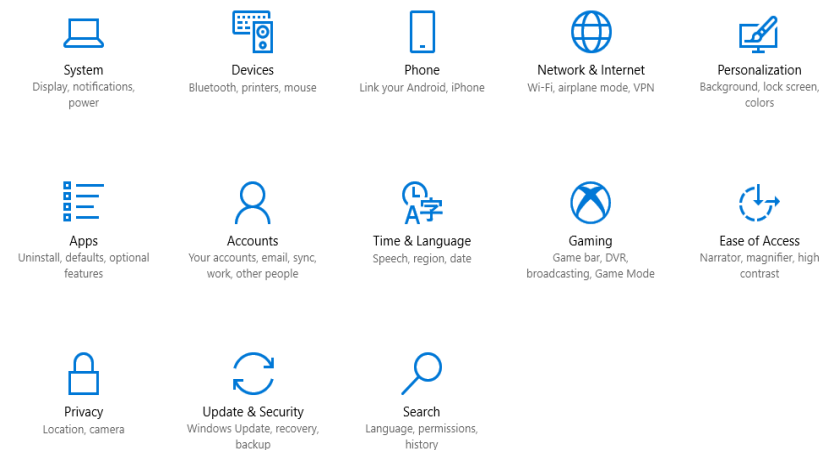 System
Display, notifications,
power
Devices
Bluetooth, printers, mouse
Phone
Link your Android, iPhone
Network & Internet
Wi-Fi, airplane mode, VPN
Personalization
Background, lock screen,
colors
Apps
Uninstall, defaults, optional
features
Accounts
Your accounts, email, sync,
work, other people
A字
Time & Language
Speech, region, date
Gaming
Game bar, DVR,
broadcasting, Game Mode
Ease of Access
Narrator, magnifier, high
contrast
Privacy
Location, camera
Update & Security
Windows Update, recovery,
backup
Search
Language, permissions,
history